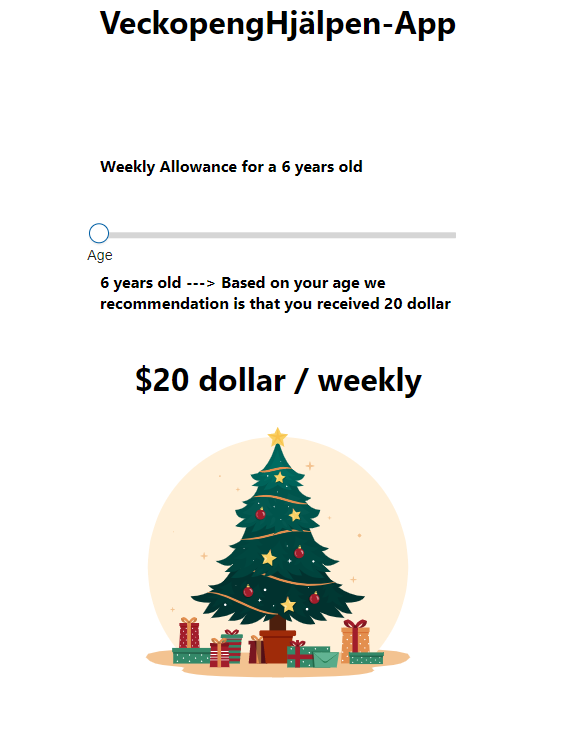 VeckopengHjälpen-App
Weekly Allowance for a 6 years old
Age
6 years old ---> Based on your age we
recommendation is that you received 20 dollar
$20 dollar / weekly